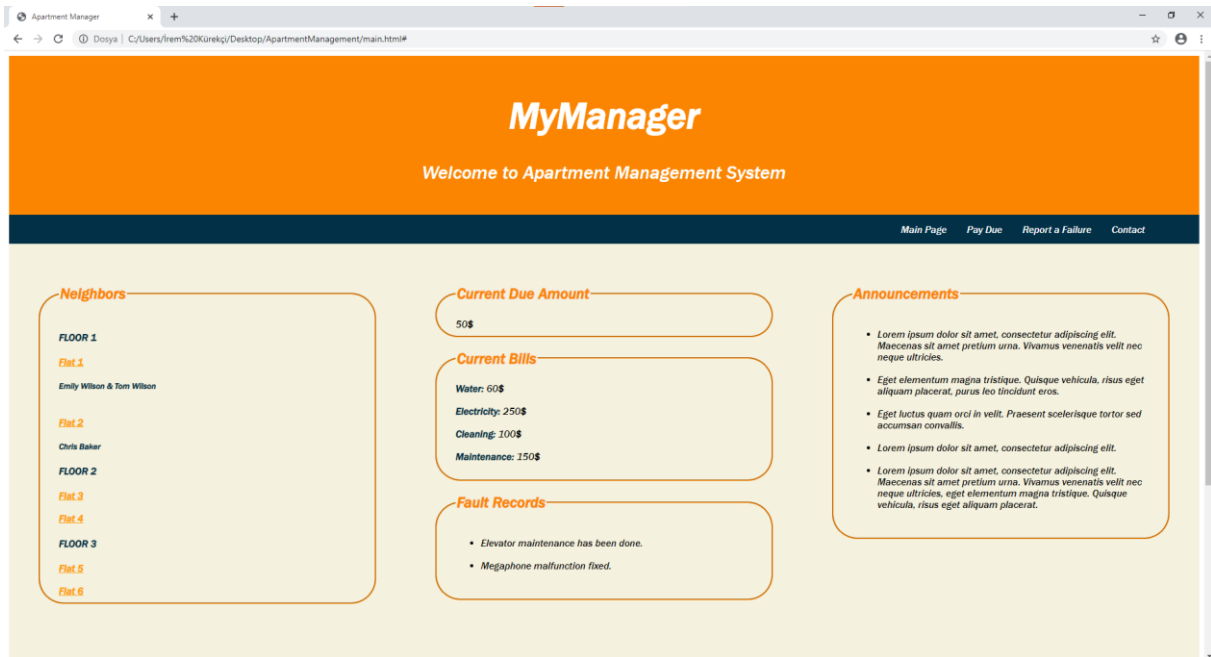 Apartment Manager
Dosya | C:/Users/İrem%20Kürekçi/Desktop/ApartmentManagement/main.html#
MyManager
Welcome to Apartment Management System
Main Page Pay Due Report a Failure Contact
Neighbors
FLOOR 1
Flat 1
Emily Wilson & Tom Wilson
Flat 2
Chris Baker
FLOOR 2
Flat 3
Flat 4
FLOOR 3
Flat 5
Flat 6
Current Due Amount
50$
Current Bills
Water: 60$
Electricity: 250$
Cleaning: 100$
Maintenance: 150$
Fault Records
• Elevator maintenance has been done.
• Megaphone malfunction fixed.
Announcements
• Lorem ipsum dolor sit amet, consectetur adipiscing elit.
Maecenas sit amet pretium urna. Vivamus venenatis velit nec
neque ultricies.
• Eget elementum magna tristique. Quisque vehicula, risus eget
aliquam placerat, purus leo tincidunt eros.
• Eget luctus quam orci in velit. Praesent scelerisque tortor sed
accumsan convallis.
• Lorem ipsum dolor sit amet, consectetur adipiscing elit.
• Lorem ipsum dolor sit amet, consectetur adipiscing elit.
Maecenas sit amet pretium urna. Vivamus venenatis velit nec
neque ultricies, eget elementum magna tristique. Quisque
vehicula, risus eget aliquam placerat.